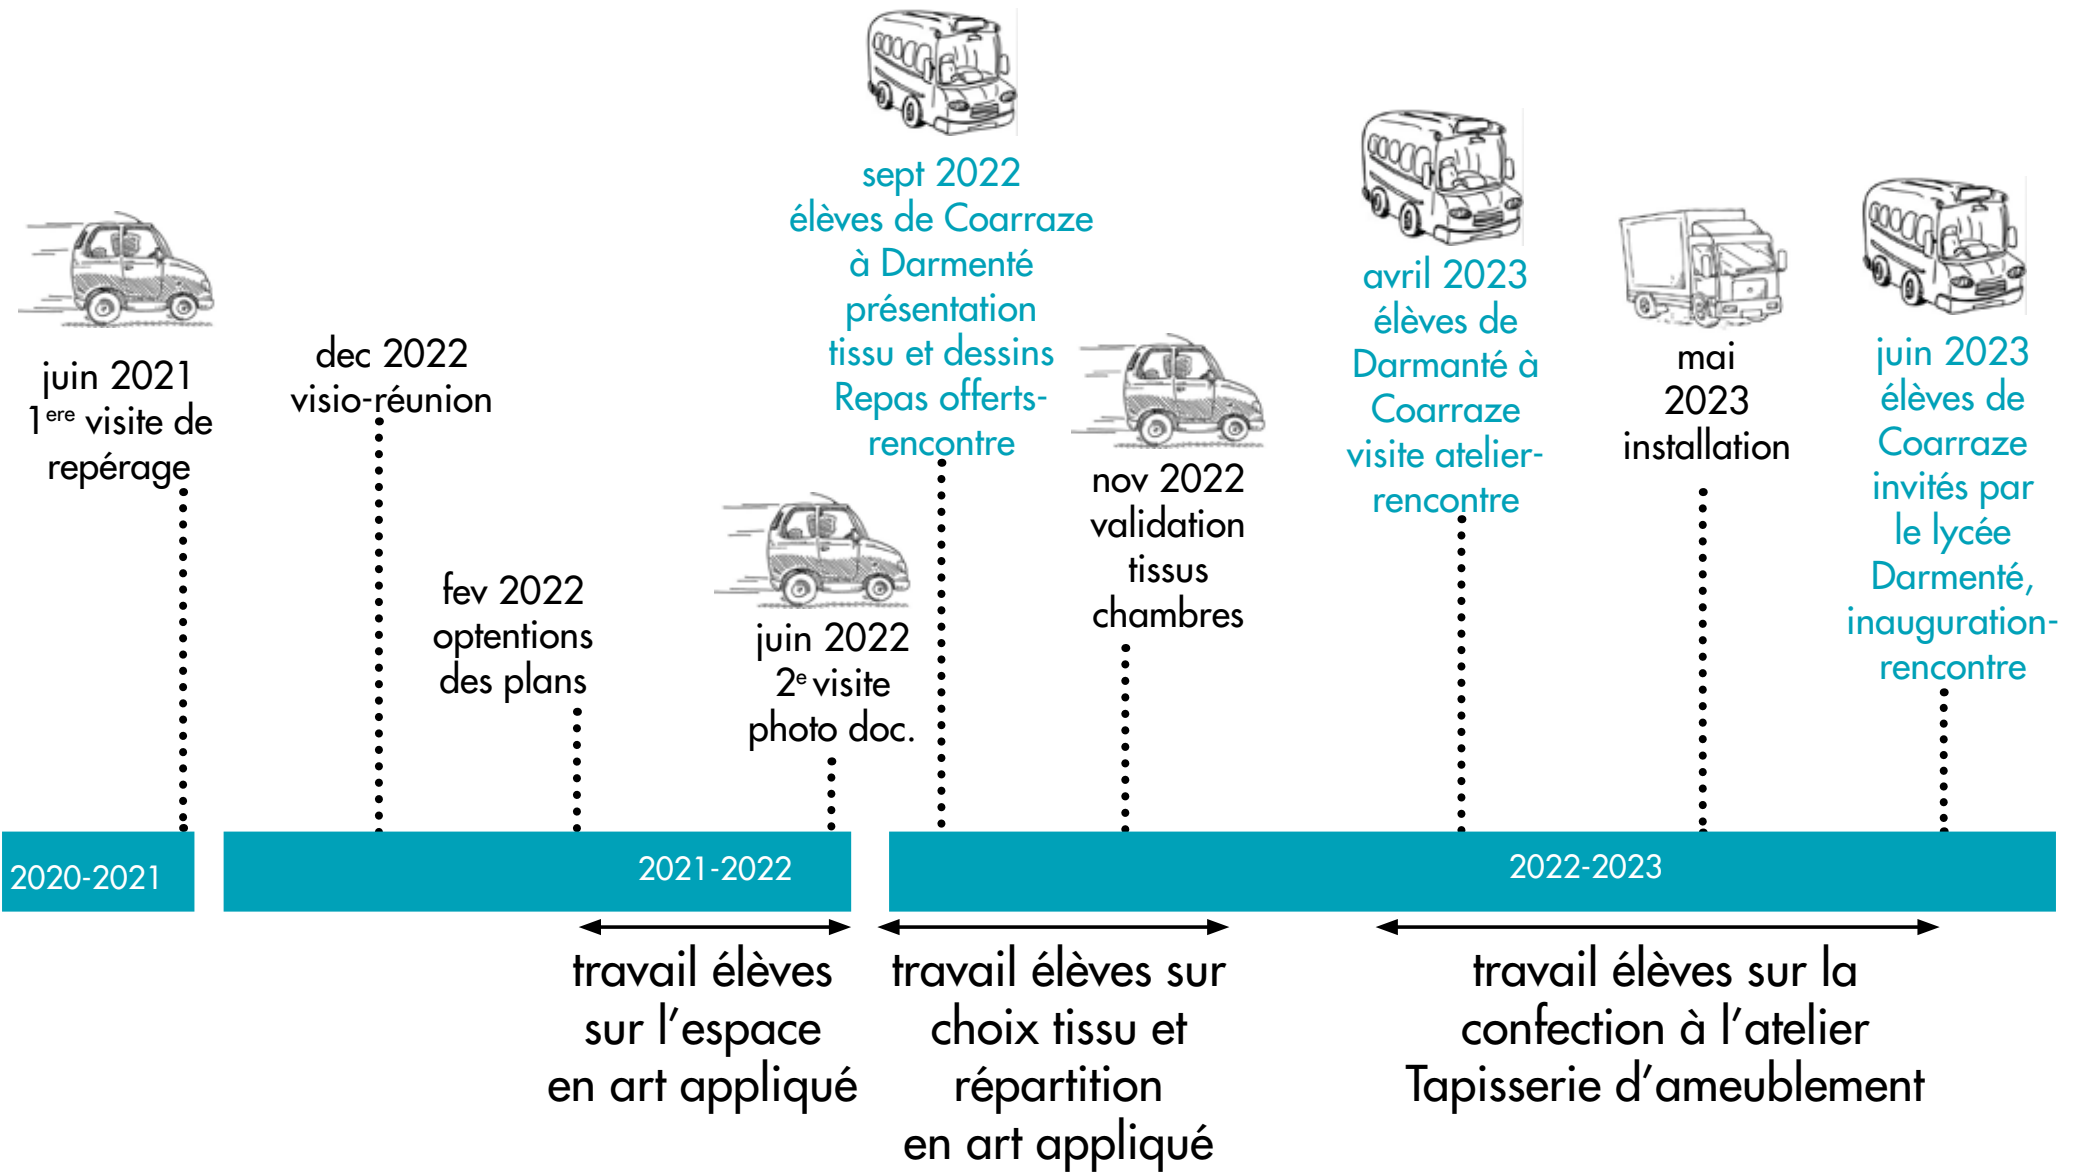 juin 2021
1ere visite de
repérage
dec 2022
visio-réunion
fev 2022
optentions
des plans
juin 2022
2e visite
photo doc.
sept 2022
élèves de Coarraze
à Darmenté
présentation
tissu et dessins
Repas offerts-
rencontre
nov 2022
validation
tissus
chambres
avril 2023
élèves de
Darmanté à
Coarraze
visite atelier-
rencontre
mai
2023
installation
juin 2023
élèves de
Coarraze
invités par
le lycée
Darmenté,
inauguration-
rencontre
2020-2021
2021-2022
2022-2023
travail élèves
sur l’espace
en art appliqué
travail élèves sur
choix tissu et
répartition
en art appliqué
travail élèves sur la
confection à l’atelier
Tapisserie d’ameublement